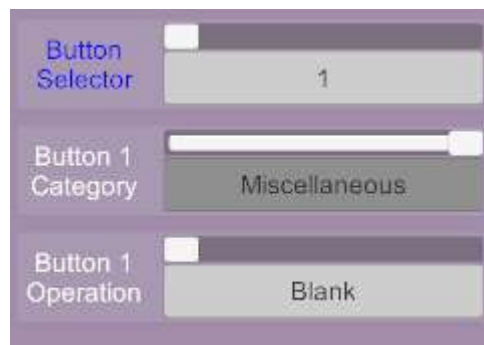 Button
Selector
1
Button 1
Category
Miscellaneous
Button 1
Operation
Blank